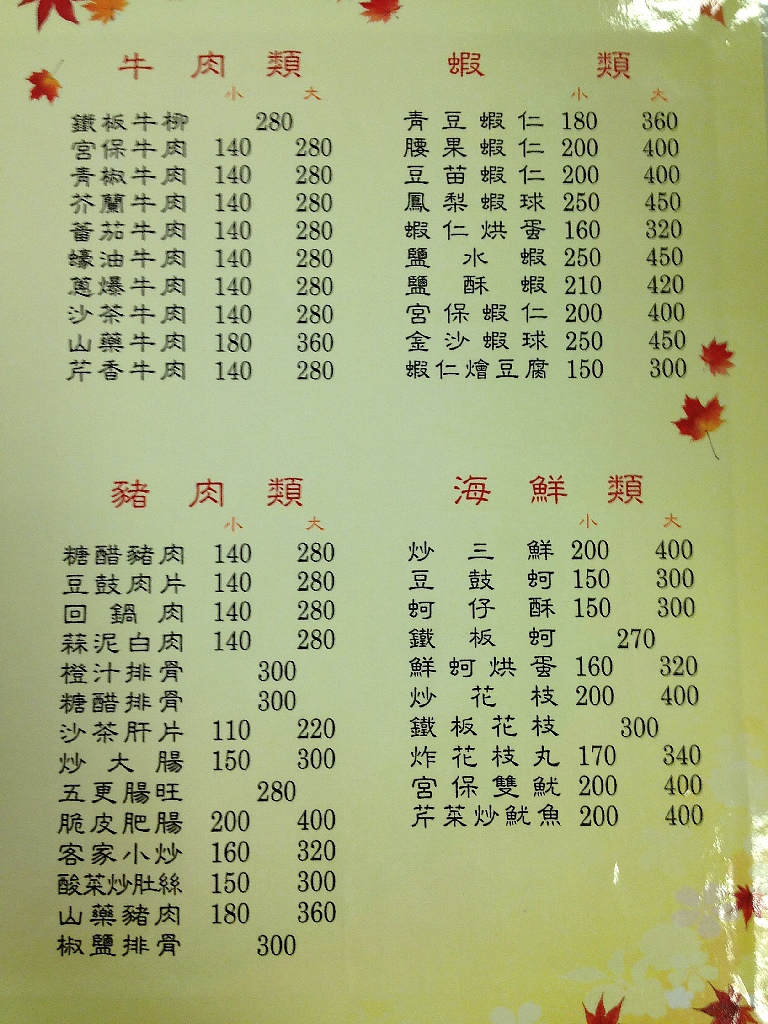 牛肉類
小 大
鐵板牛柳 280
宮保牛肉 140 280
青椒牛肉 140 280
芥蘭牛肉 140 280
蕃茄牛肉 140 280
蠔油牛肉 140 280
蔥爆牛肉 140 280
沙茶牛肉 140 280
山藥牛肉 180 360
芹香牛肉 140 280
蝦類
小 大
青豆蝦仁 180 360
腰果蝦仁 200 400
豆苗蝦仁 200 400
鳳梨蝦球 250 450
蝦仁烘蛋 160 320
鹽水蝦 250 450
鹽酥蝦 210 420
宮保蝦仁 200 400
金沙蝦球 250 450
蝦仁燴豆腐 150 300
豬肉類
小 大
糖醋豬肉 140 280
豆鼓肉片 140 280
回鍋肉 140 280
蒜泥白肉 140 280
橙汁排骨 300
糖醋排骨 300
沙茶肝片 110 220
炒大腸 150 300
五更腸旺 280
脆皮肥腸 200 400
客家小炒 160 320
酸菜炒肚絲 150 300
山藥豬肉 180 360
椒鹽排骨 300
海鮮類
小 大
炒三鮮 200 400
豆鼓蚵 150 300
蚵仔酥 150 300
鐵板蚵 270
鮮蚵烘蛋 160 320
炒花枝 200 400
鐵板花枝 300
炸花枝丸 170 340
宮保雙魷 200 400
芹菜炒魷魚 200 400